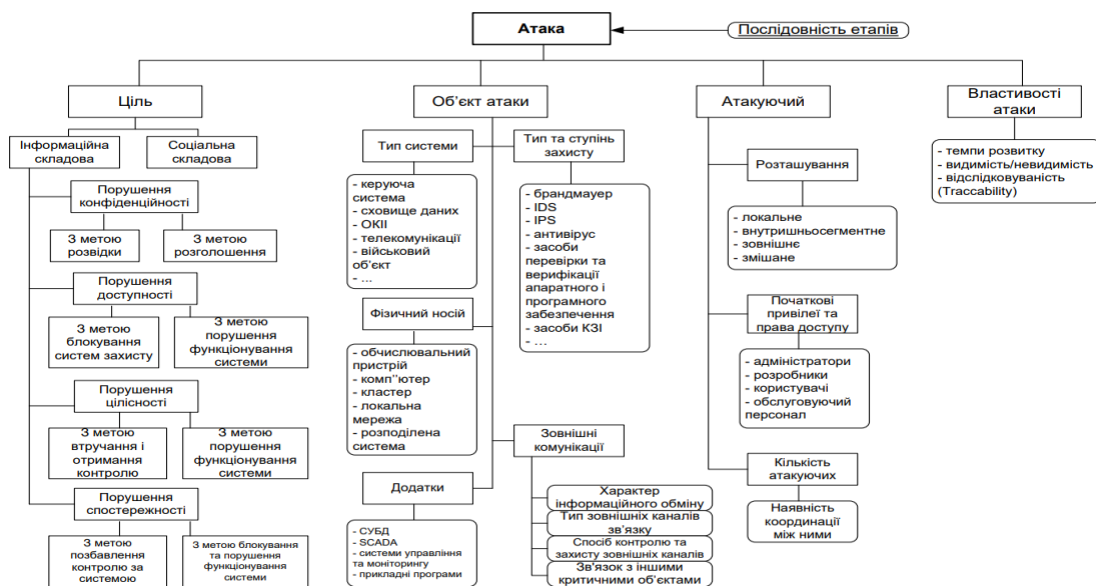 Атака
Послідовність етапів
Ціль
Інформаційна
складова
Соціальна
складова
Порушення
конфіденційності
З метою
розвідки
З метою
розголошення
Порушення
доступності
З метою
блокування
систем захисту
З метою
порушення
функціонування
системи
Порушення
цілісності
З метою
втручання і
отримання
контролю
З метою
порушення
функціонування
системи
Порушення
спостережності
З метою
позбавлення
контролю за
системою
З метою блокування
та порушення
функціонування
системи
Об'єкт атаки
Тип системи
- керуюча
система
- сховище даних
- ОКІІ
- телекомунікації
- військовий
об'єкт
- ...
Фізичний носій
- обчислювальний
пристрій
- комп''ютер
- кластер
- локальна
мережа
- розподілена
система
Додатки
- СУБД
- SCADA
- системи управління
та моніторингу
- прикладні програми
Тип та ступінь
захисту
- брандмауер
- IDS
- IPS
- антивірус
- засоби
перевірки та
верифікації
апаратного і
програмного
забезпечення
- засоби КЗІ
- ...
Зовнішні
комунікації
Характер
інформаційного обміну
Тип зовнішніх каналів
зв'язку
Спосіб контролю та
захисту зовнішніх каналів
Зв'язок з іншими
критичними об'єктами
Атакуючий
Розташування
- локальне
- внутришньосегментне
- зовнішнє
- змішане
Початкові
привілеї та
права доступу
- адміністратори
- розробники
- користувачі
- обслуговуючий
персонал
Кількість
атакуючих
Наявність
координації
між ними
Властивості
атаки
- темпи розвитку
- видимість/невидимість
- відслідковуваність
(Traccability)